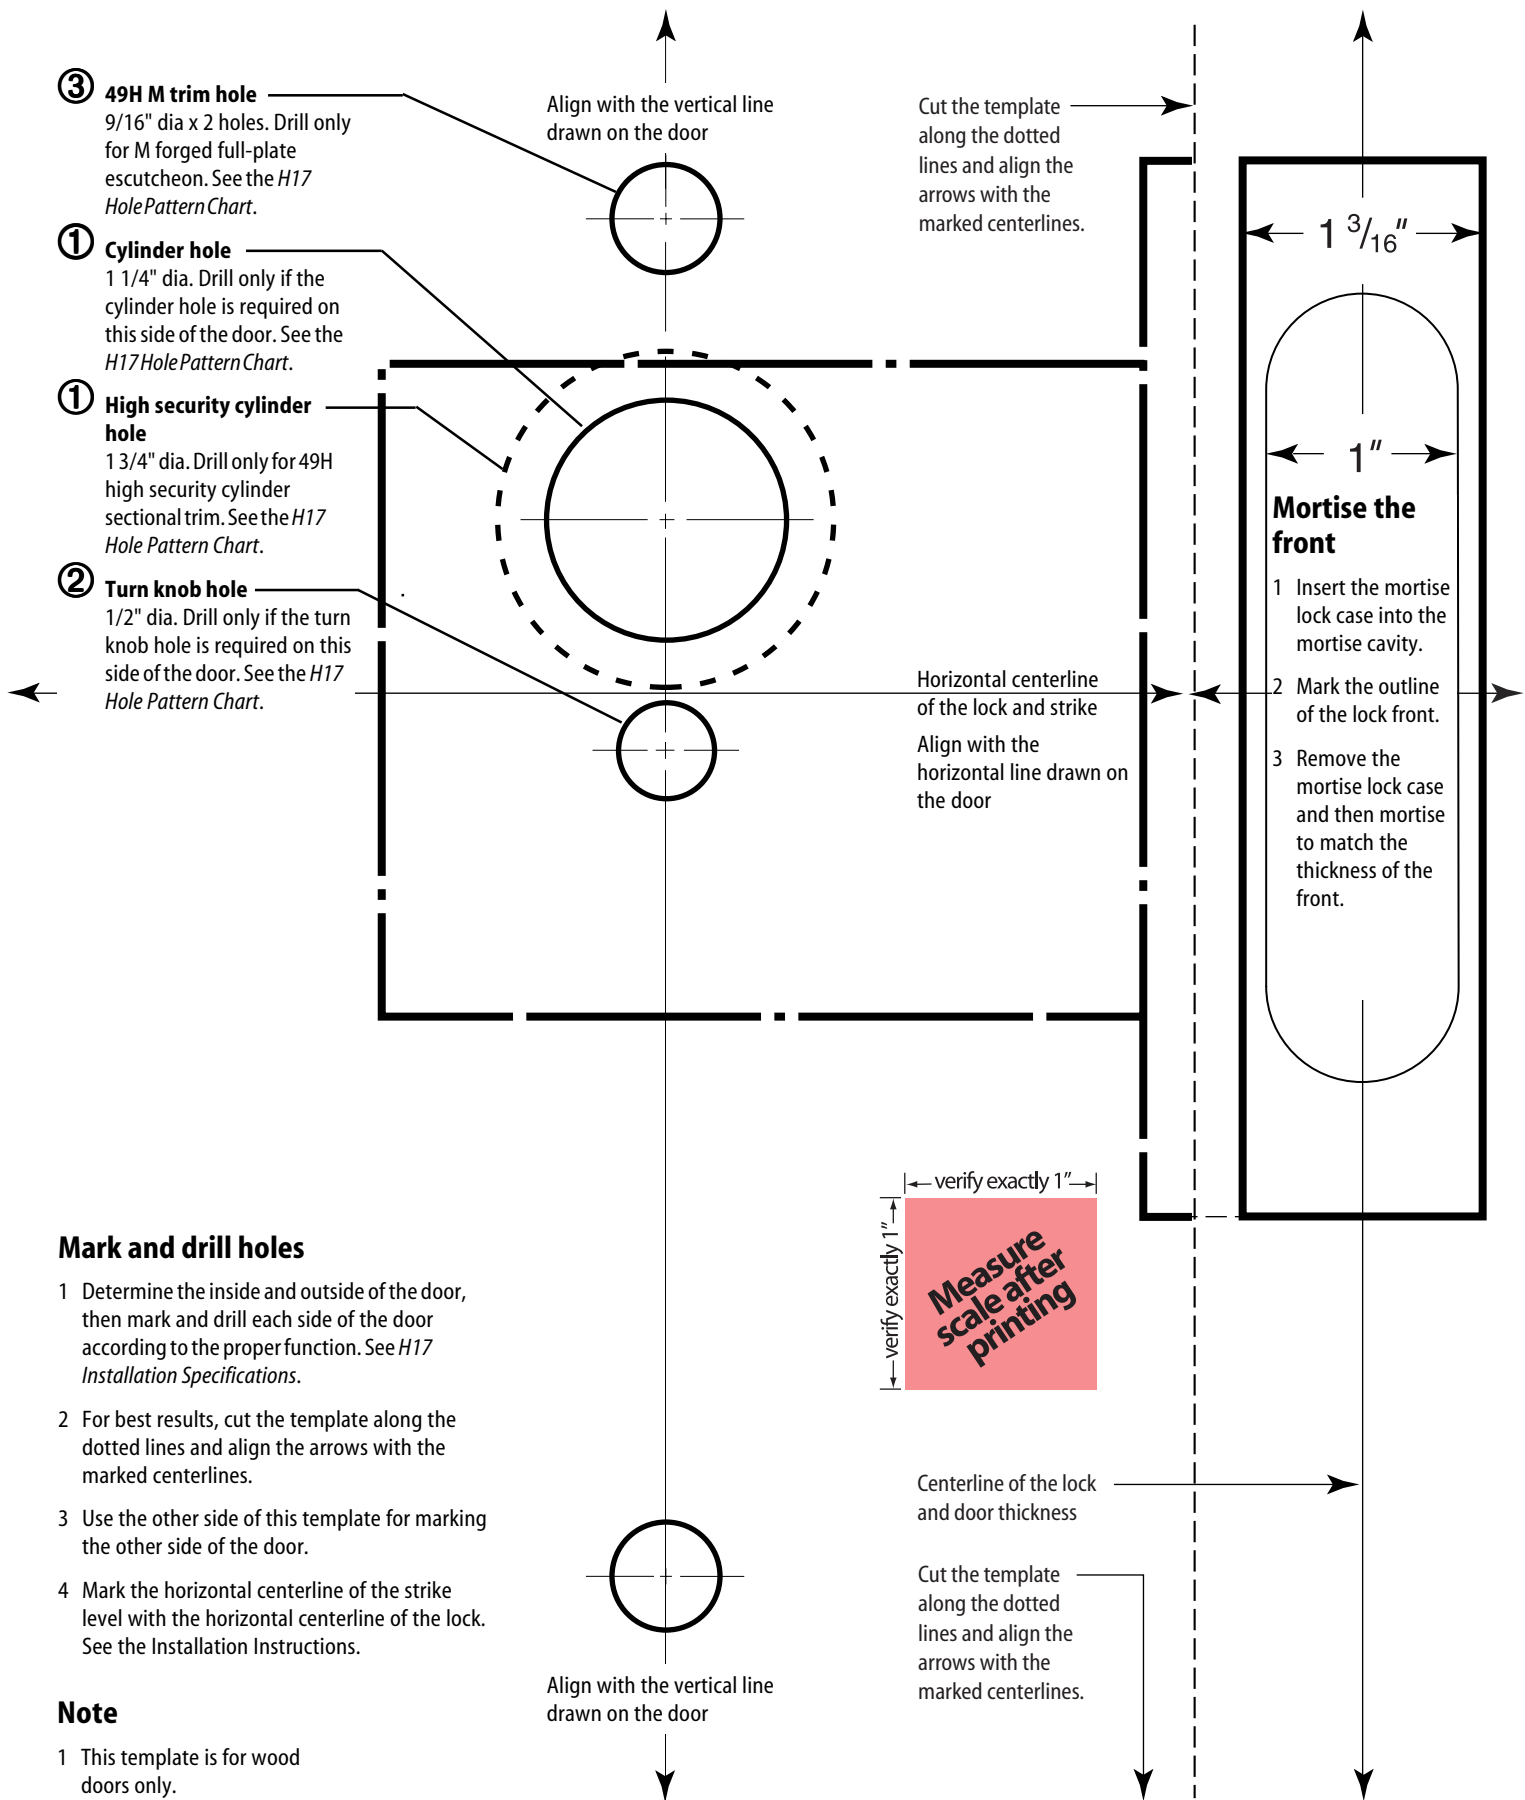 ③ 49H M trim hole
9/16" dia x 2 holes. Drill only
for M forged full-plate
escutcheon. See the H17
Hole Pattern Chart.
① Cylinder hole
1 1/4" dia. Drill only if the
cylinder hole is required on
this side of the door. See the
H17 Hole Pattern Chart.
① High security cylinder
hole
1 3/4" dia. Drill only for 49H
high security cylinder
sectional trim. See the H17
Hole Pattern Chart.
② Turn knob hole
1/2" dia. Drill only if the turn
knob hole is required on this
side of the door. See the H17
Hole Pattern Chart.
Align with the vertical line
drawn on the door
Cut the template
along the dotted
lines and align the
arrows with the
marked centerlines.
1 3/16"
1"
Mortise the
front
1 Insert the mortise
lock case into the
mortise cavity.
2 Mark the outline
of the lock front.
3 Remove the
mortise lock case
and then mortise
to match the
thickness of the
front.
Horizontal centerline
of the lock and strike
Align with the
horizontal line drawn on
the door
verify exactly 1"
verify exactly 1"
Measure
scale after
printing
Mark and drill holes
1 Determine the inside and outside of the door,
then mark and drill each side of the door
according to the proper function. See H17
Installation Specifications.
2 For best results, cut the template along the
dotted lines and align the arrows with the
marked centerlines.
3 Use the other side of this template for marking
the other side of the door.
4 Mark the horizontal centerline of the strike
level with the horizontal centerline of the lock.
See the Installation Instructions.
Note
1 This template is for wood
doors only.
Align with the vertical line
drawn on the door
Centerline of the lock
and door thickness
Cut the template
along the dotted
lines and align the
arrows with the
marked centerlines.